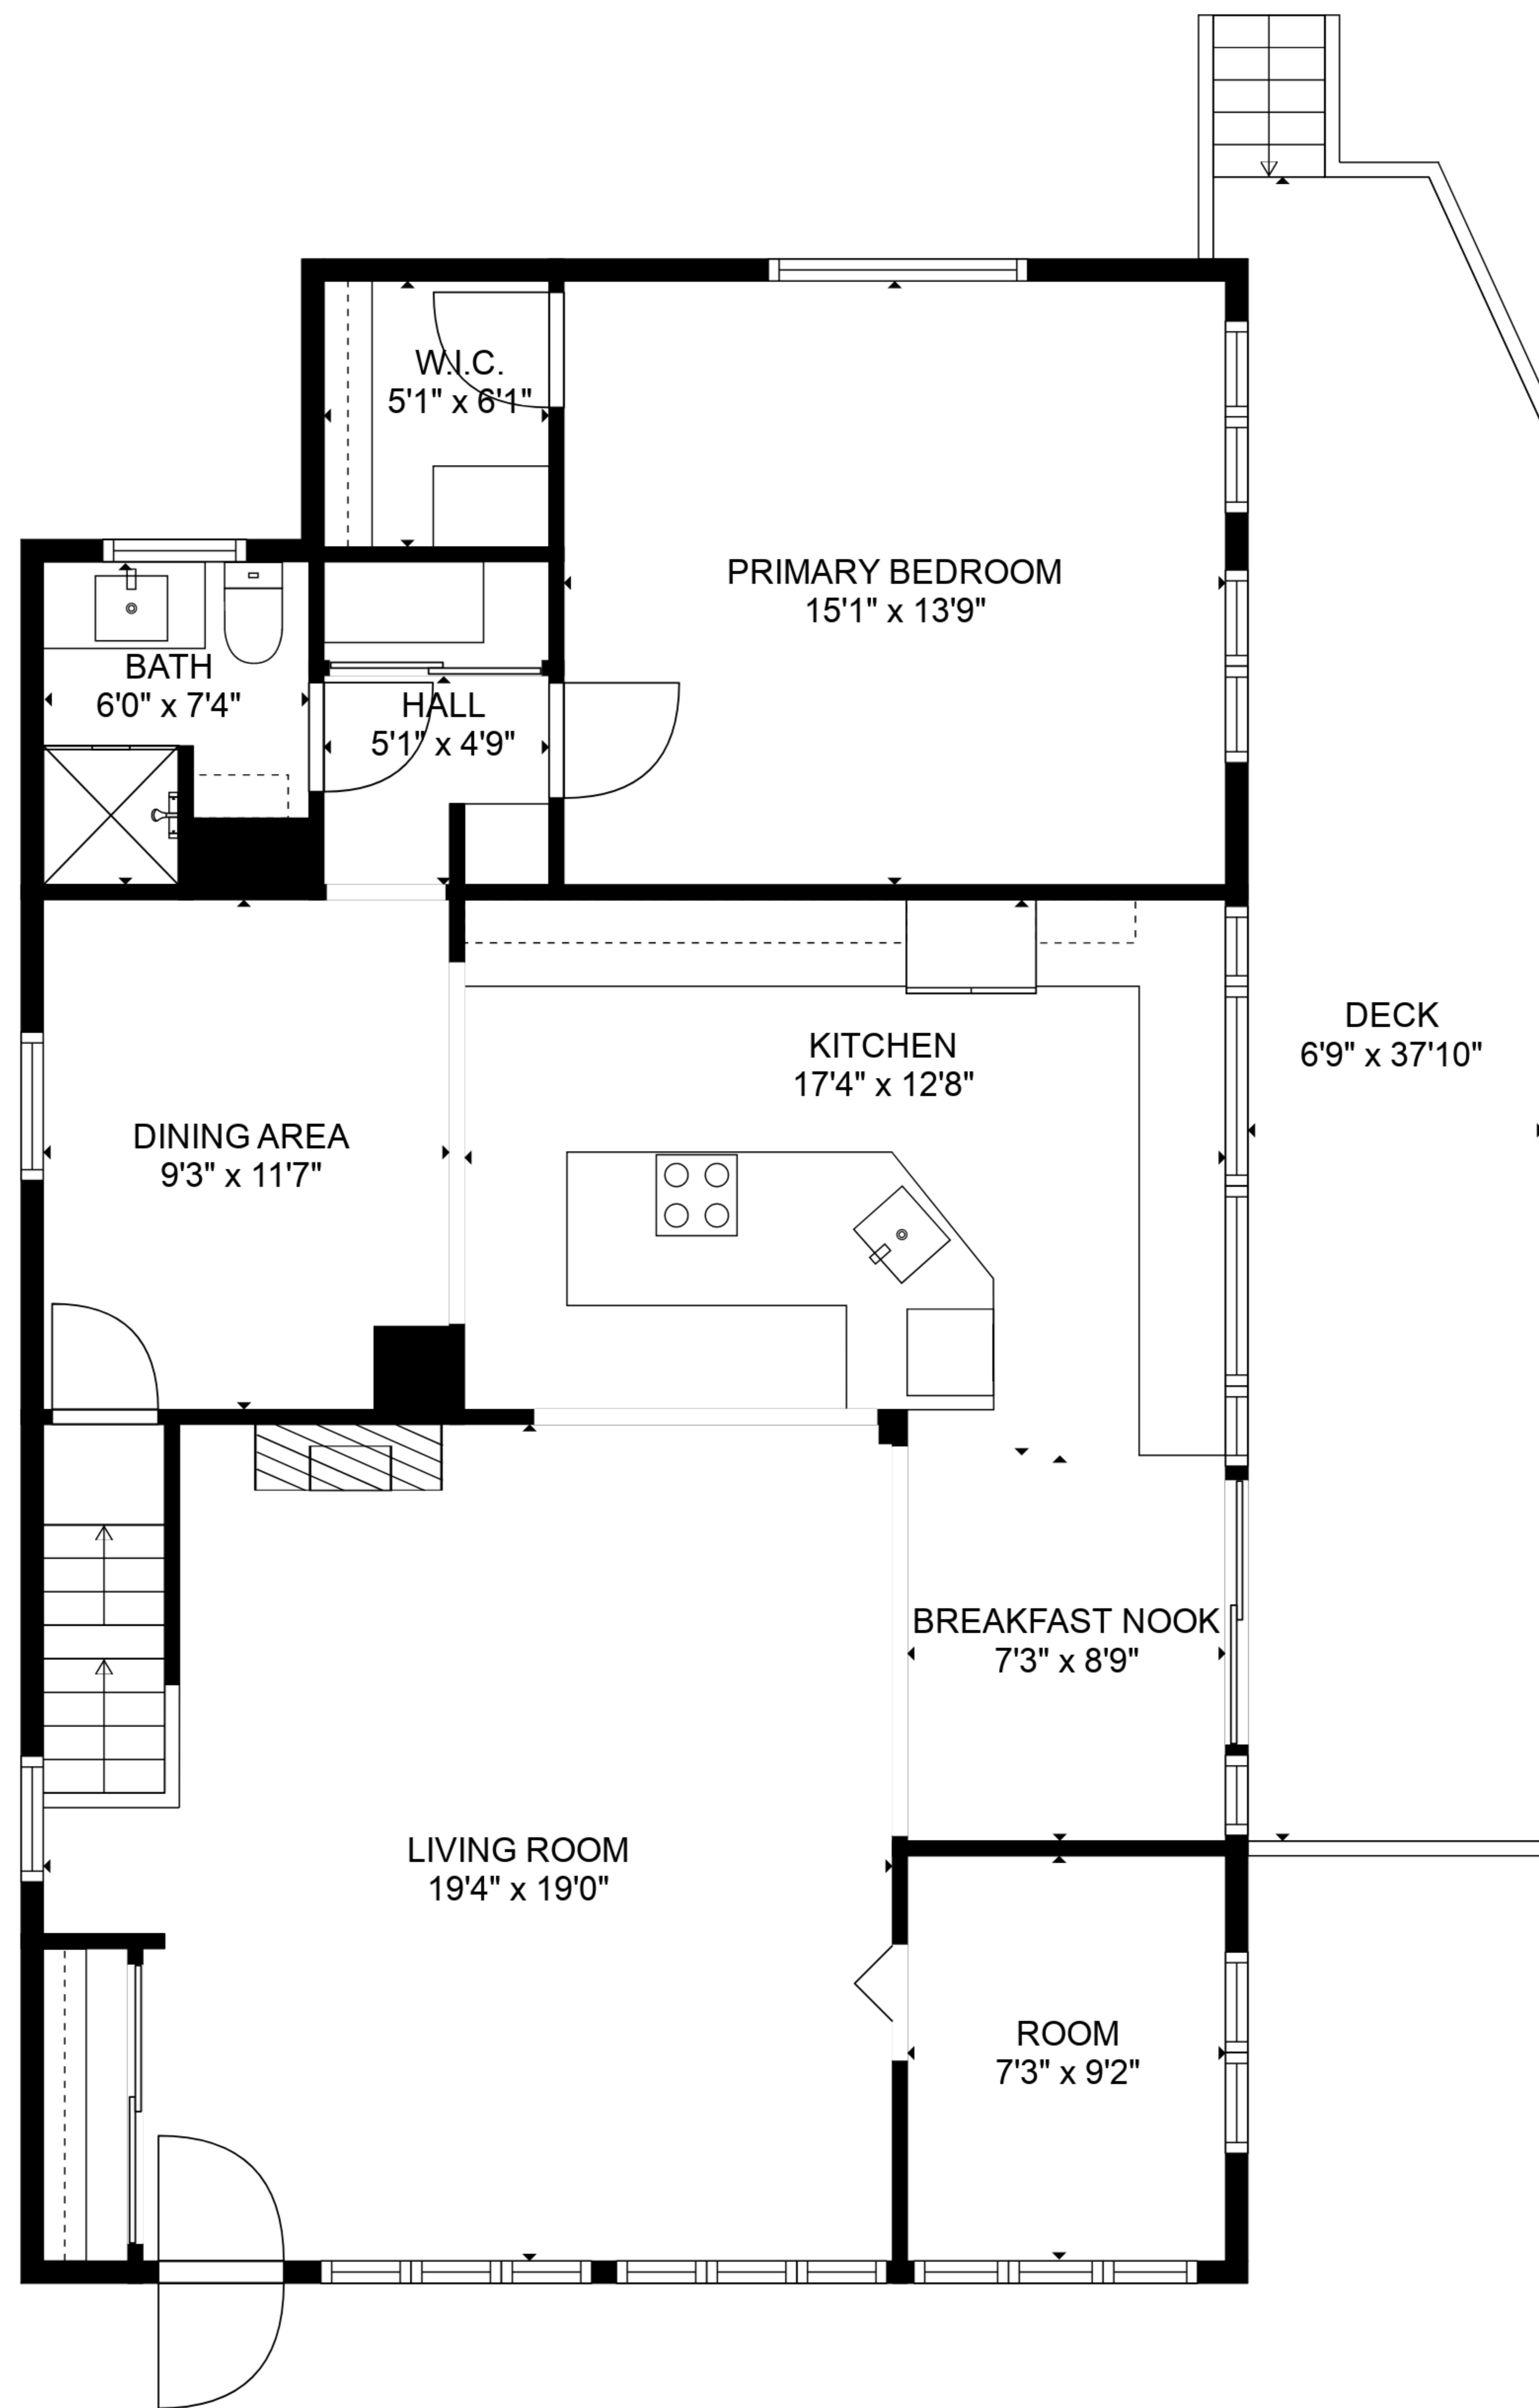 W.I.C.
5'1" x 6'1"
PRIMARY BEDROOM
15'1" x 13'9"
BATH
6'0" x 7'4"
HALL
5'1" x 4'9"
DECK
6'9" x 37'10"
KITCHEN
17'4" x 12'8"
DINING AREA
9'3" x 11'7"
BREAKFAST NOOK
7'3" x 8'9"
LIVING ROOM
19'4" x 19'0"
ROOM
7'3" x 9'2"